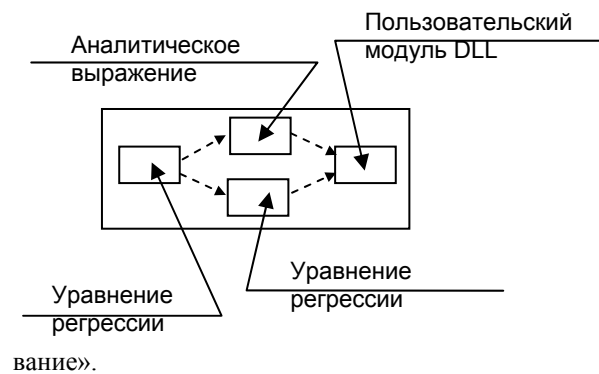 Пользовательский
модуль DLL
Аналитическое
выражение
Уравнение
регрессии
Уравнение
регрессии
вание».